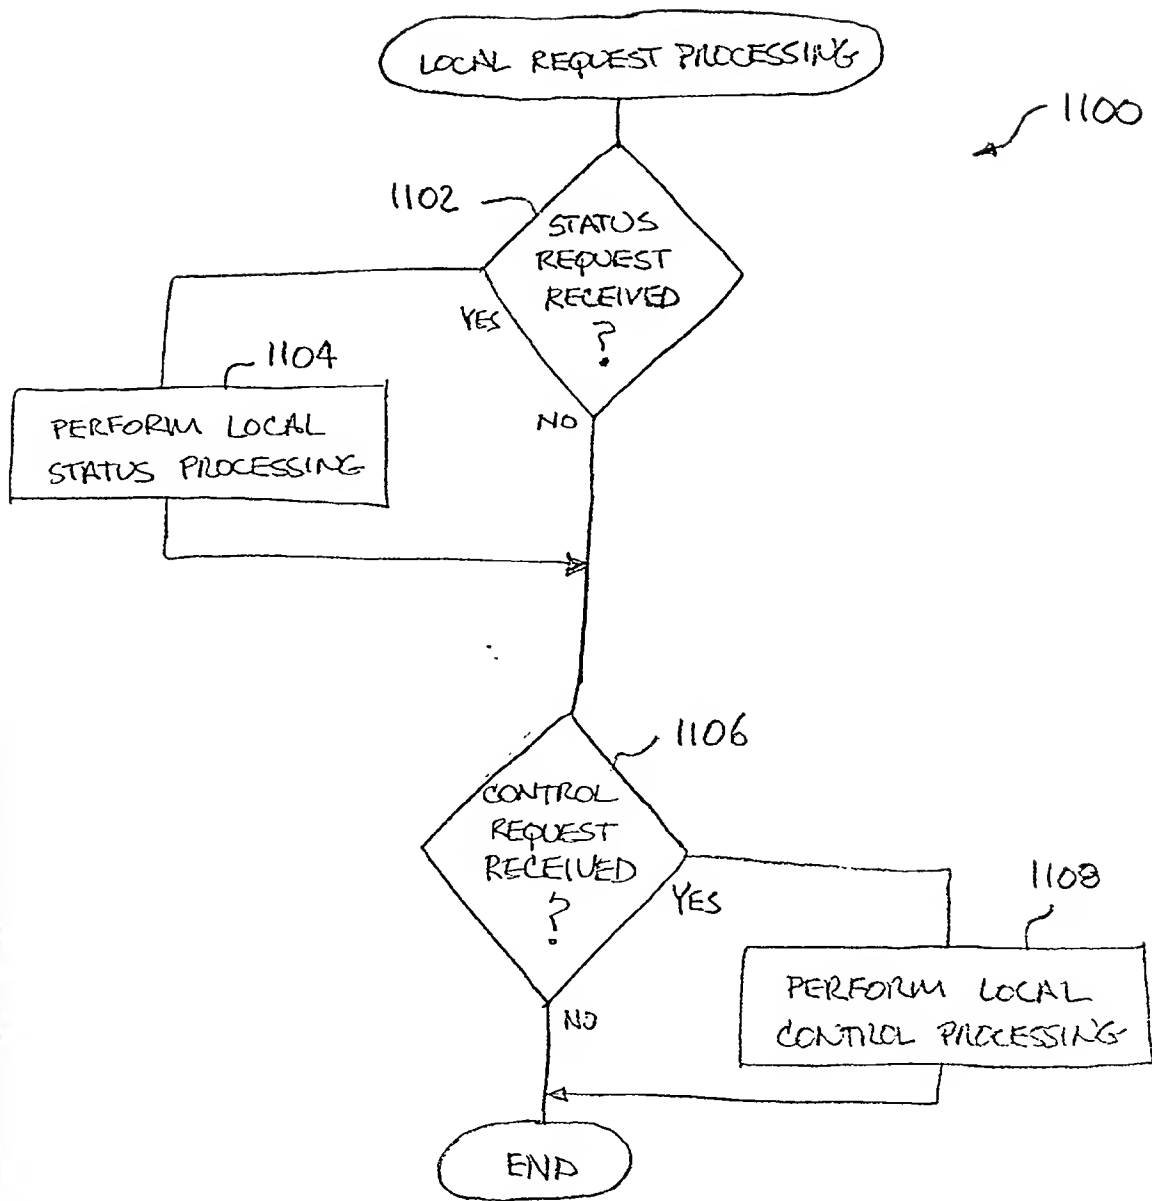 LOCAL REQUEST PROCESSING
1100
1102
STATUS
REQUEST
RECEIVED
?
YES
NO
1104
PERFORM LOCAL
STATUS PROCESSING
1106
CONTROL
REQUEST
RECEIVED
?
YES
NO
1108
PERFORM LOCAL
CONTROL PROCESSING
END